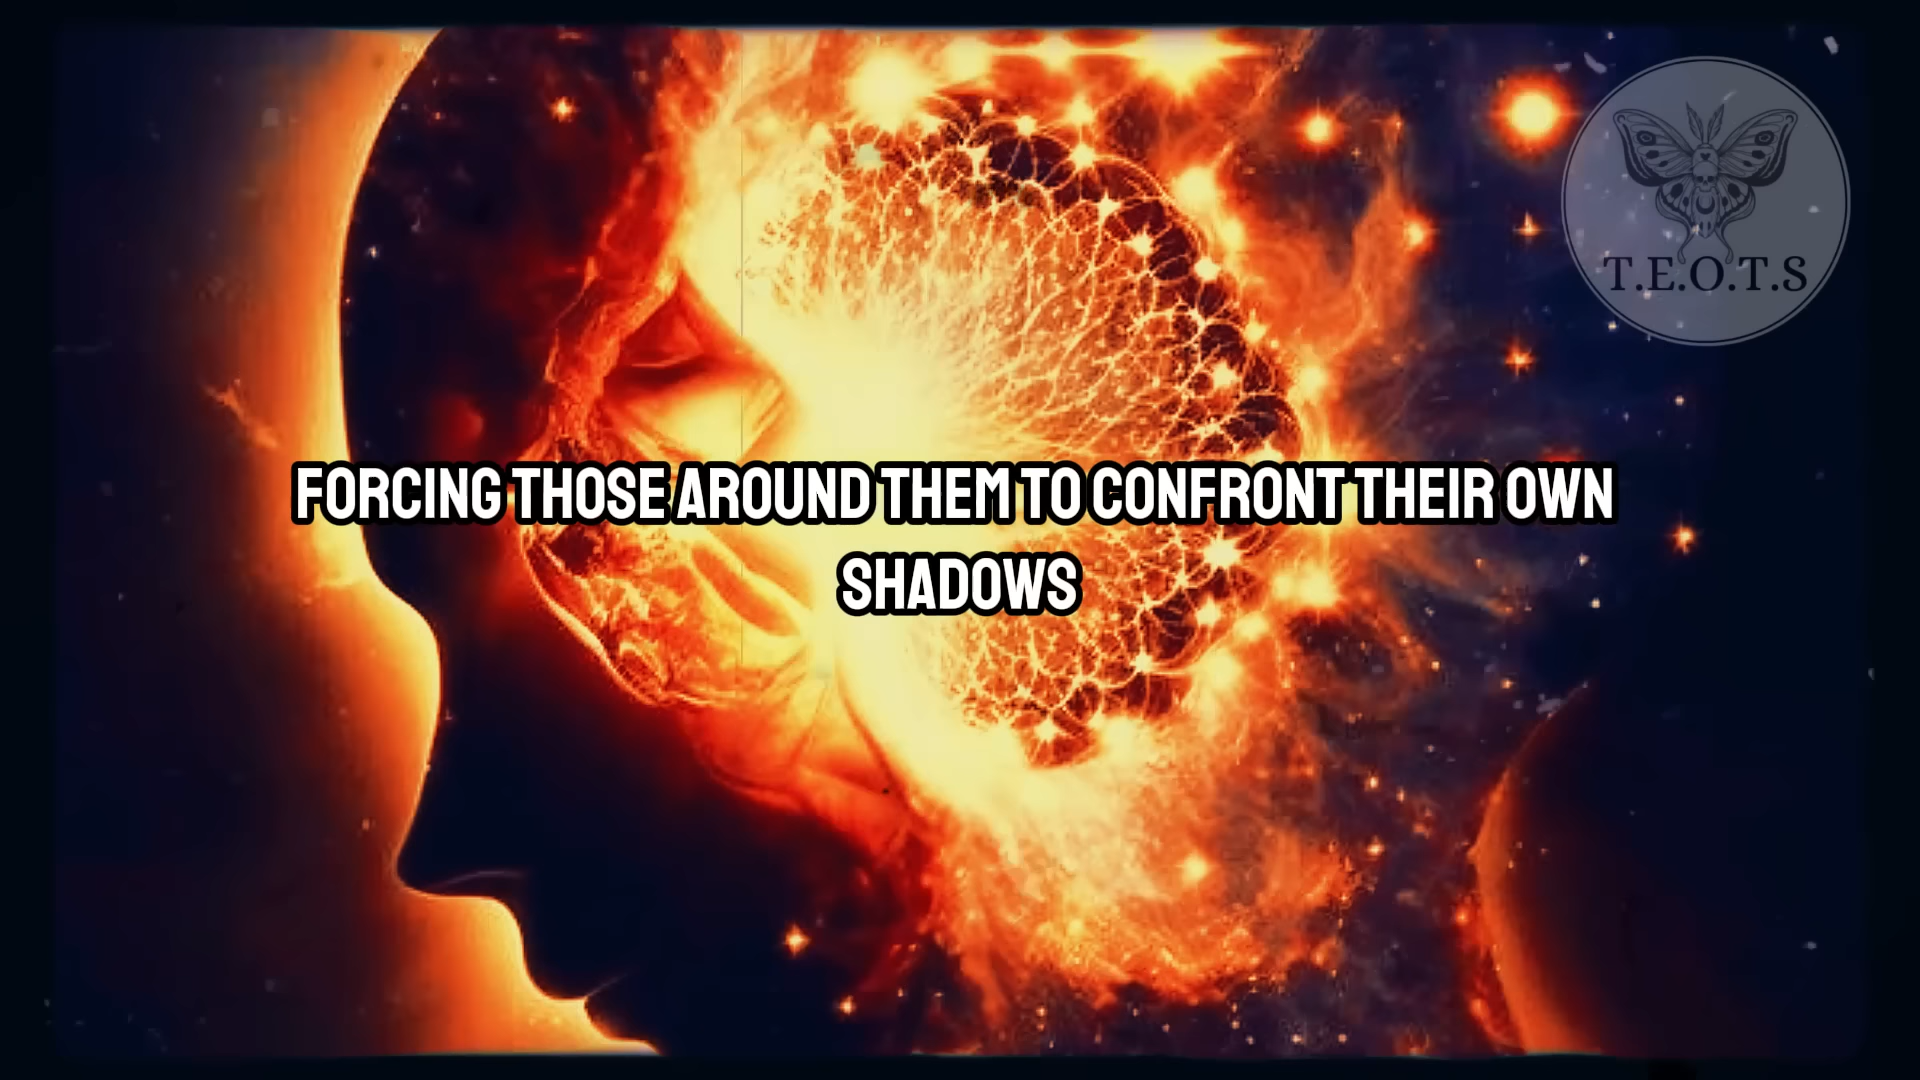 T.E.O.T.S
FORCING THOSE AROUND THEM TO CONFRONT THEIR OWN
SHADOWS